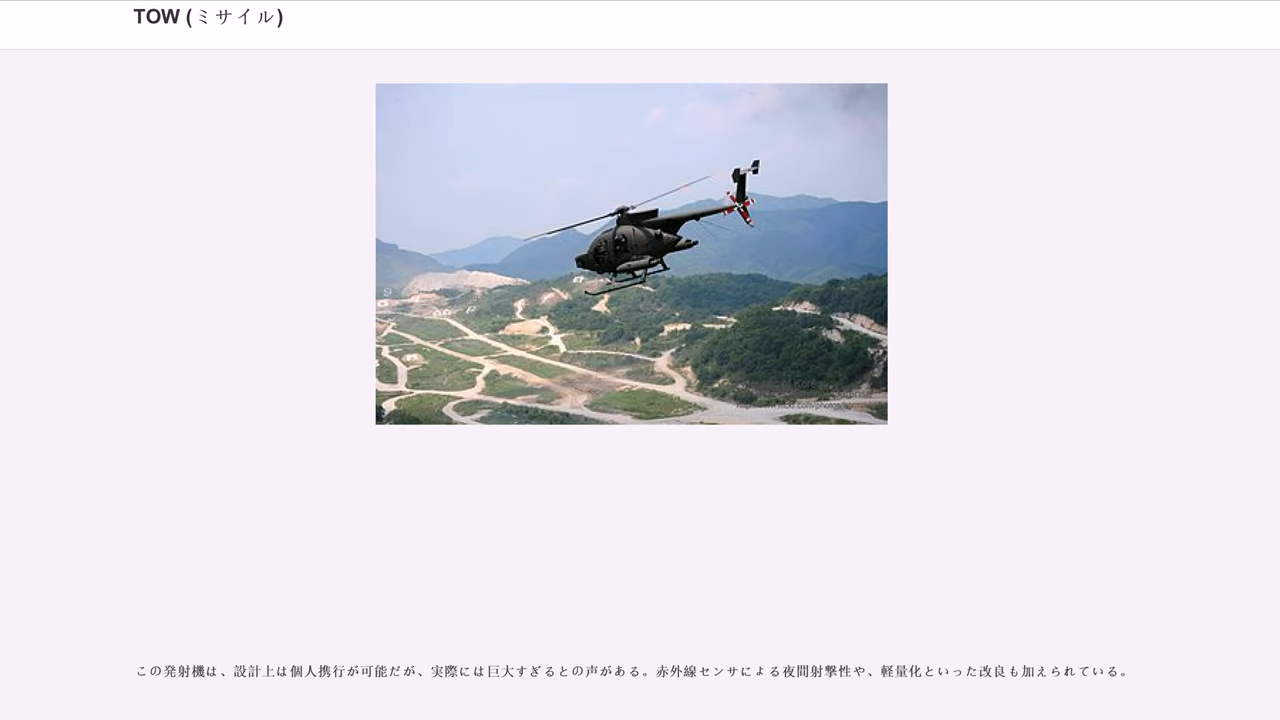 TOW (ミサイル)
この発射機は、設計上は個人携行が可能だが、実際には巨大すぎるとの声がある。赤外線センサによる夜間射撃性や、軽量化といった改良も加えられている。